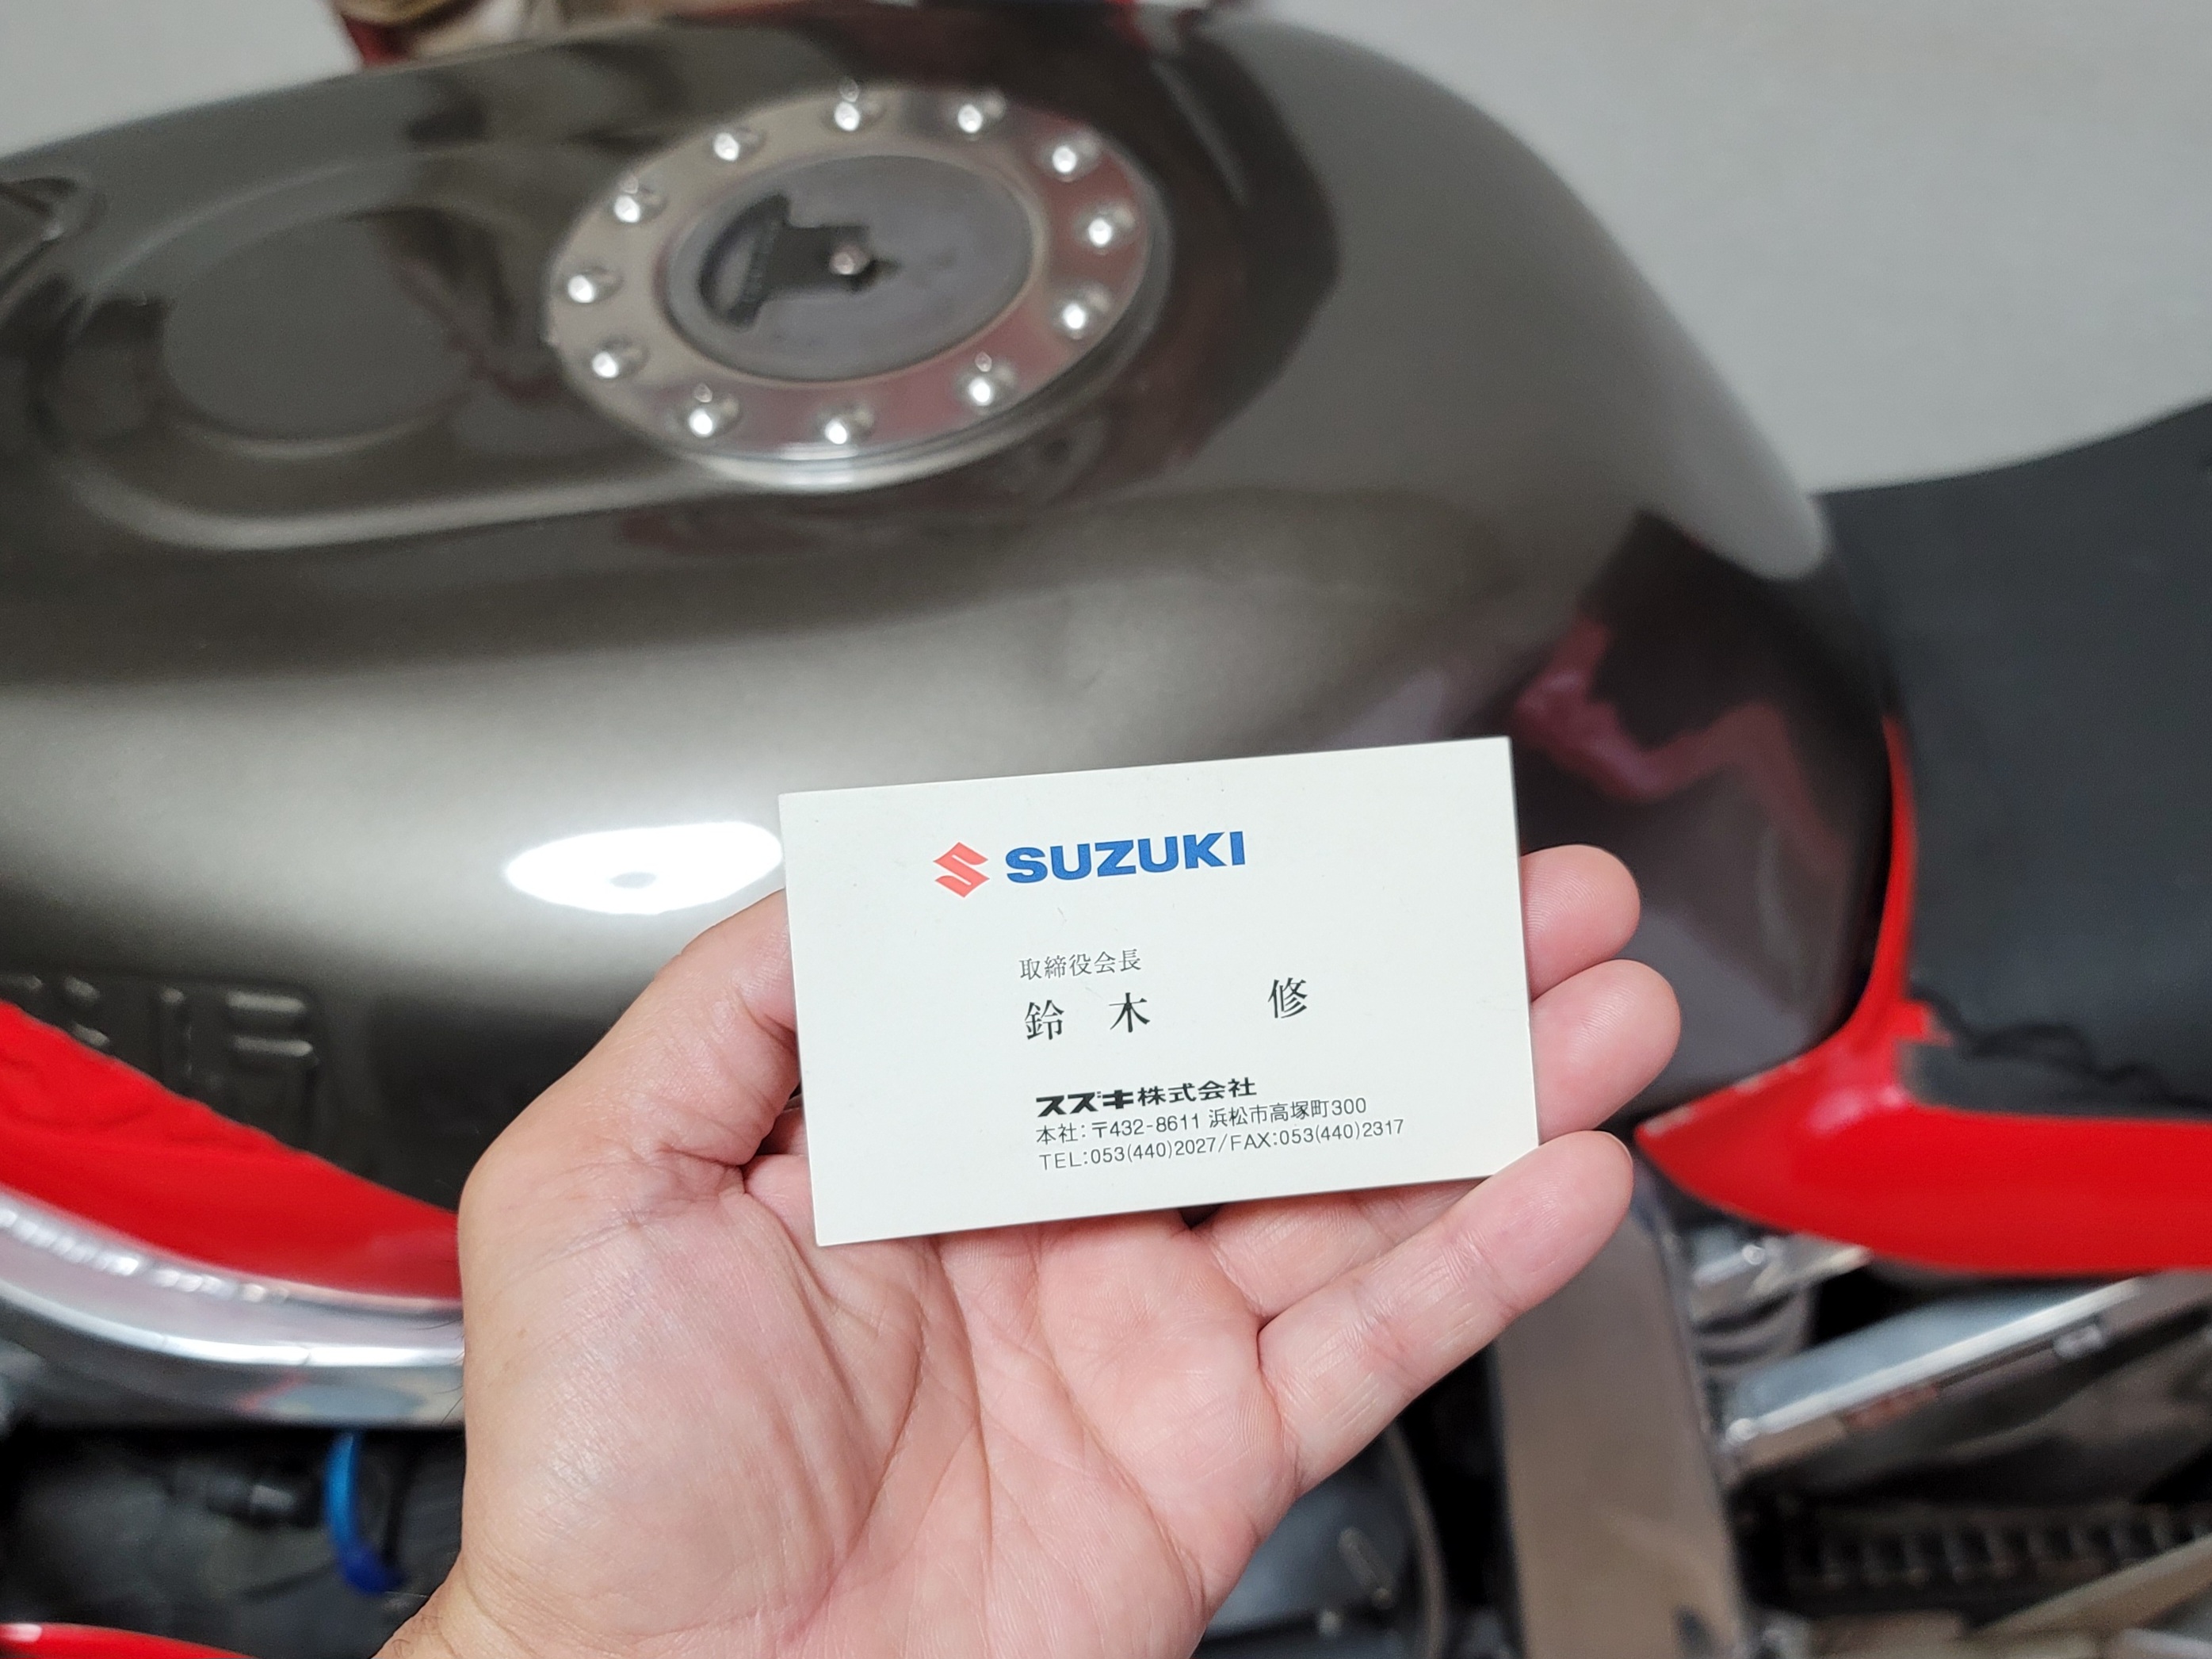 SUZUKI
取締役会長
鈴木 修
スズキ株式会社
本社:〒432-8611 浜松市高塚町300
TEL:053(440)2027/FAX:053(440)2317